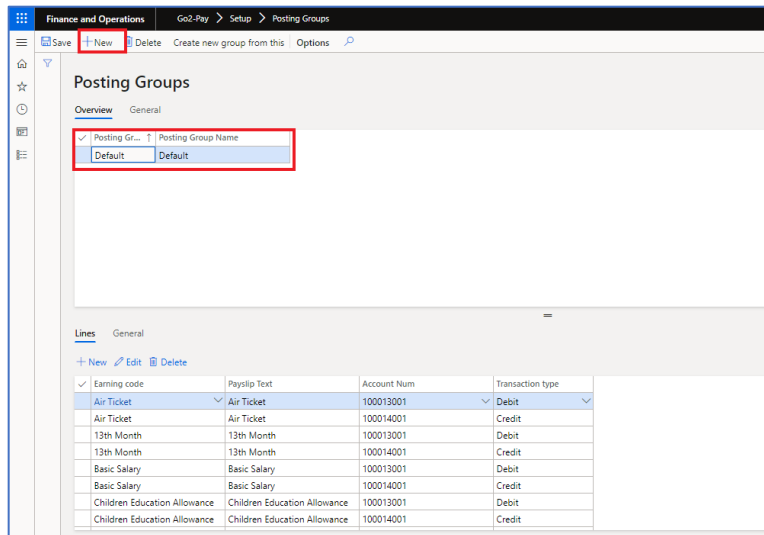 Finance and Operations Go2-Pay > Setup > Posting Groups
Save + New Delete Create new group from this Options
Posting Groups
Overview General
Posting Gr... ↑ Posting Group Name
Default Default
Lines General
+ New Edit Delete
Earning code Payslip Text Account Num Transaction type
Air Ticket Air Ticket 100013001 Debit
Air Ticket Air Ticket 100014001 Credit
13th Month 13th Month 100013001 Debit
13th Month 13th Month 100014001 Credit
Basic Salary Basic Salary 100013001 Debit
Basic Salary Basic Salary 100014001 Credit
Children Education Allowance Children Education Allowance 100013001 Debit
Children Education Allowance Children Education Allowance 100014001 Credit